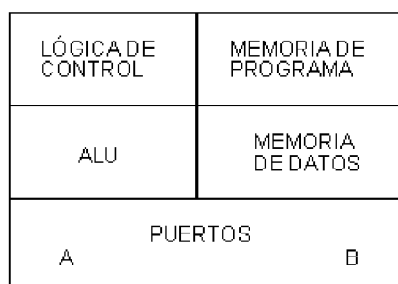 LÓGICA DE
CONTROL
MEMORIA DE
PROGRAMA
ALU
MEMORIA
DE DATOS
PUERTOS
A B